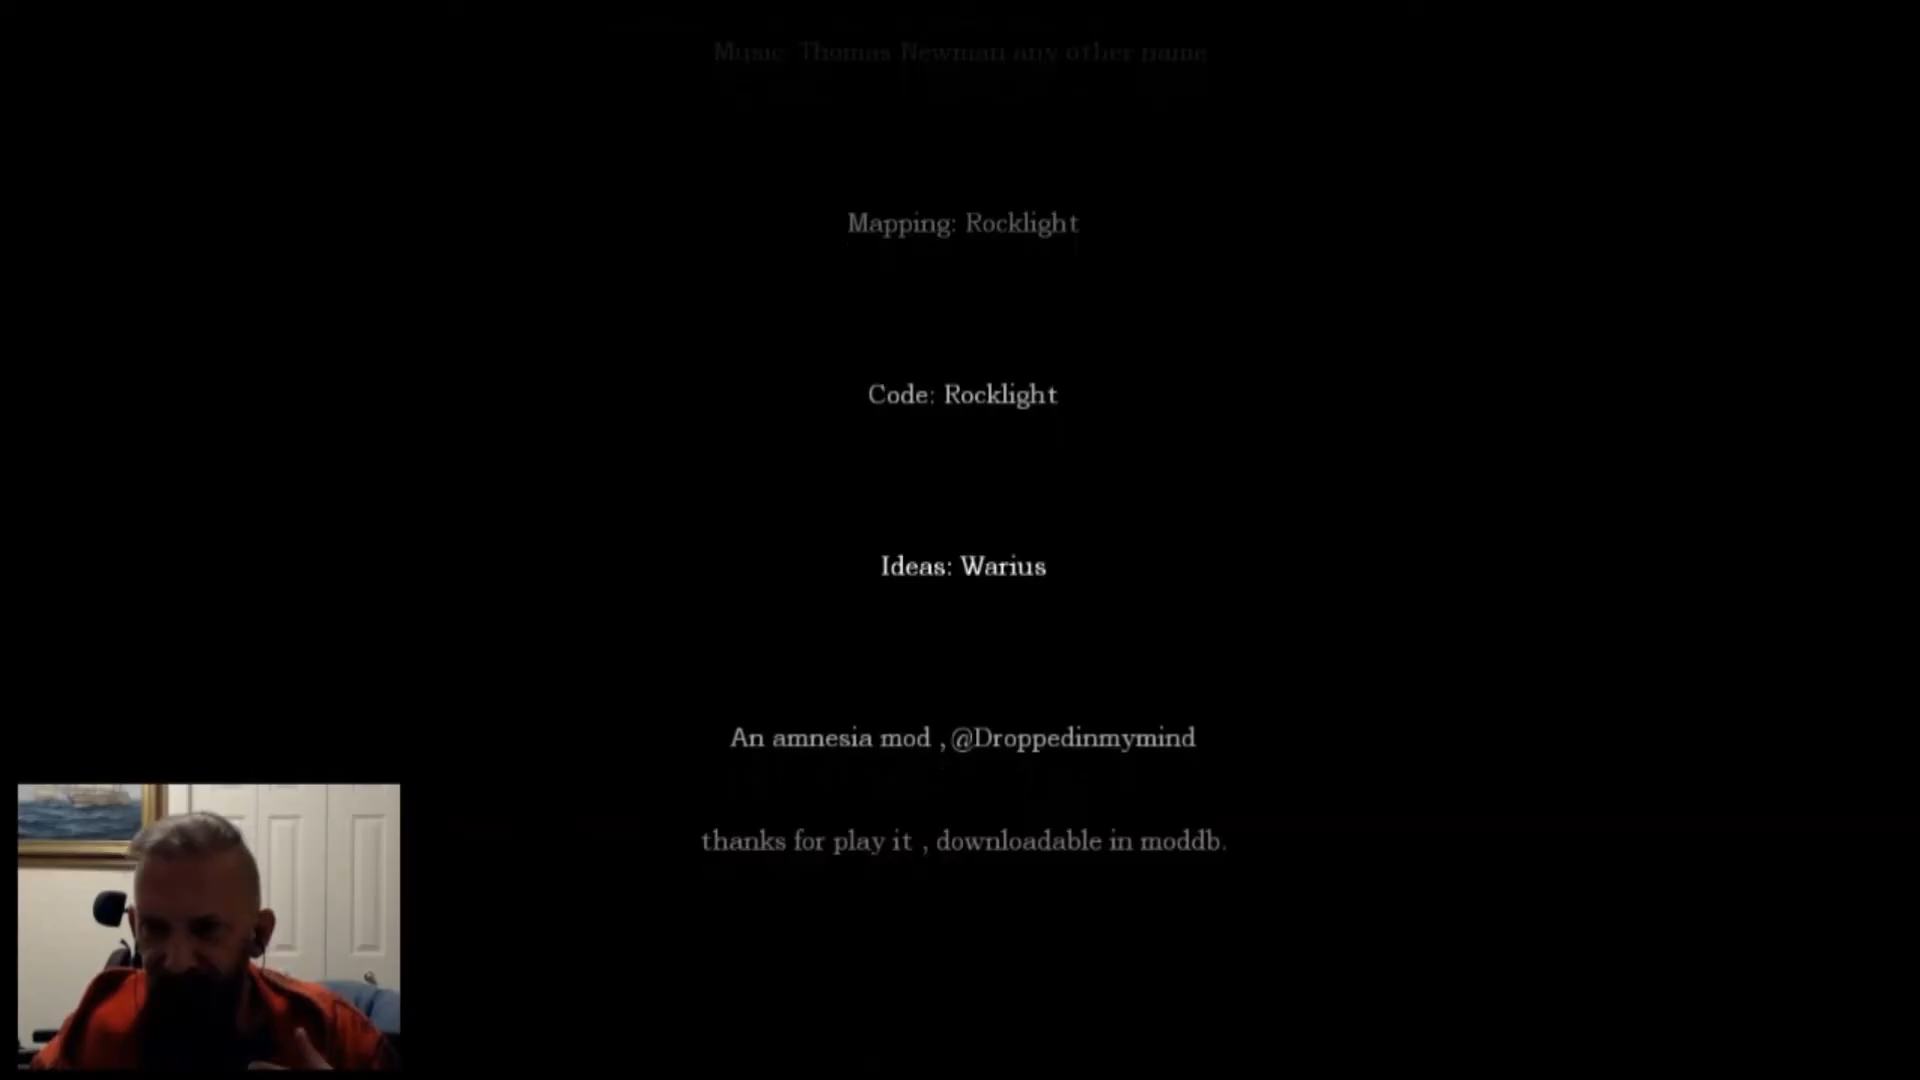 Music: Thomas Newman any other name
Mapping: Rocklight
Code: Rocklight
Ideas: Warius
An amnesia mod , @Droppedinmymind
thanks for play it , downloadable in moddb.